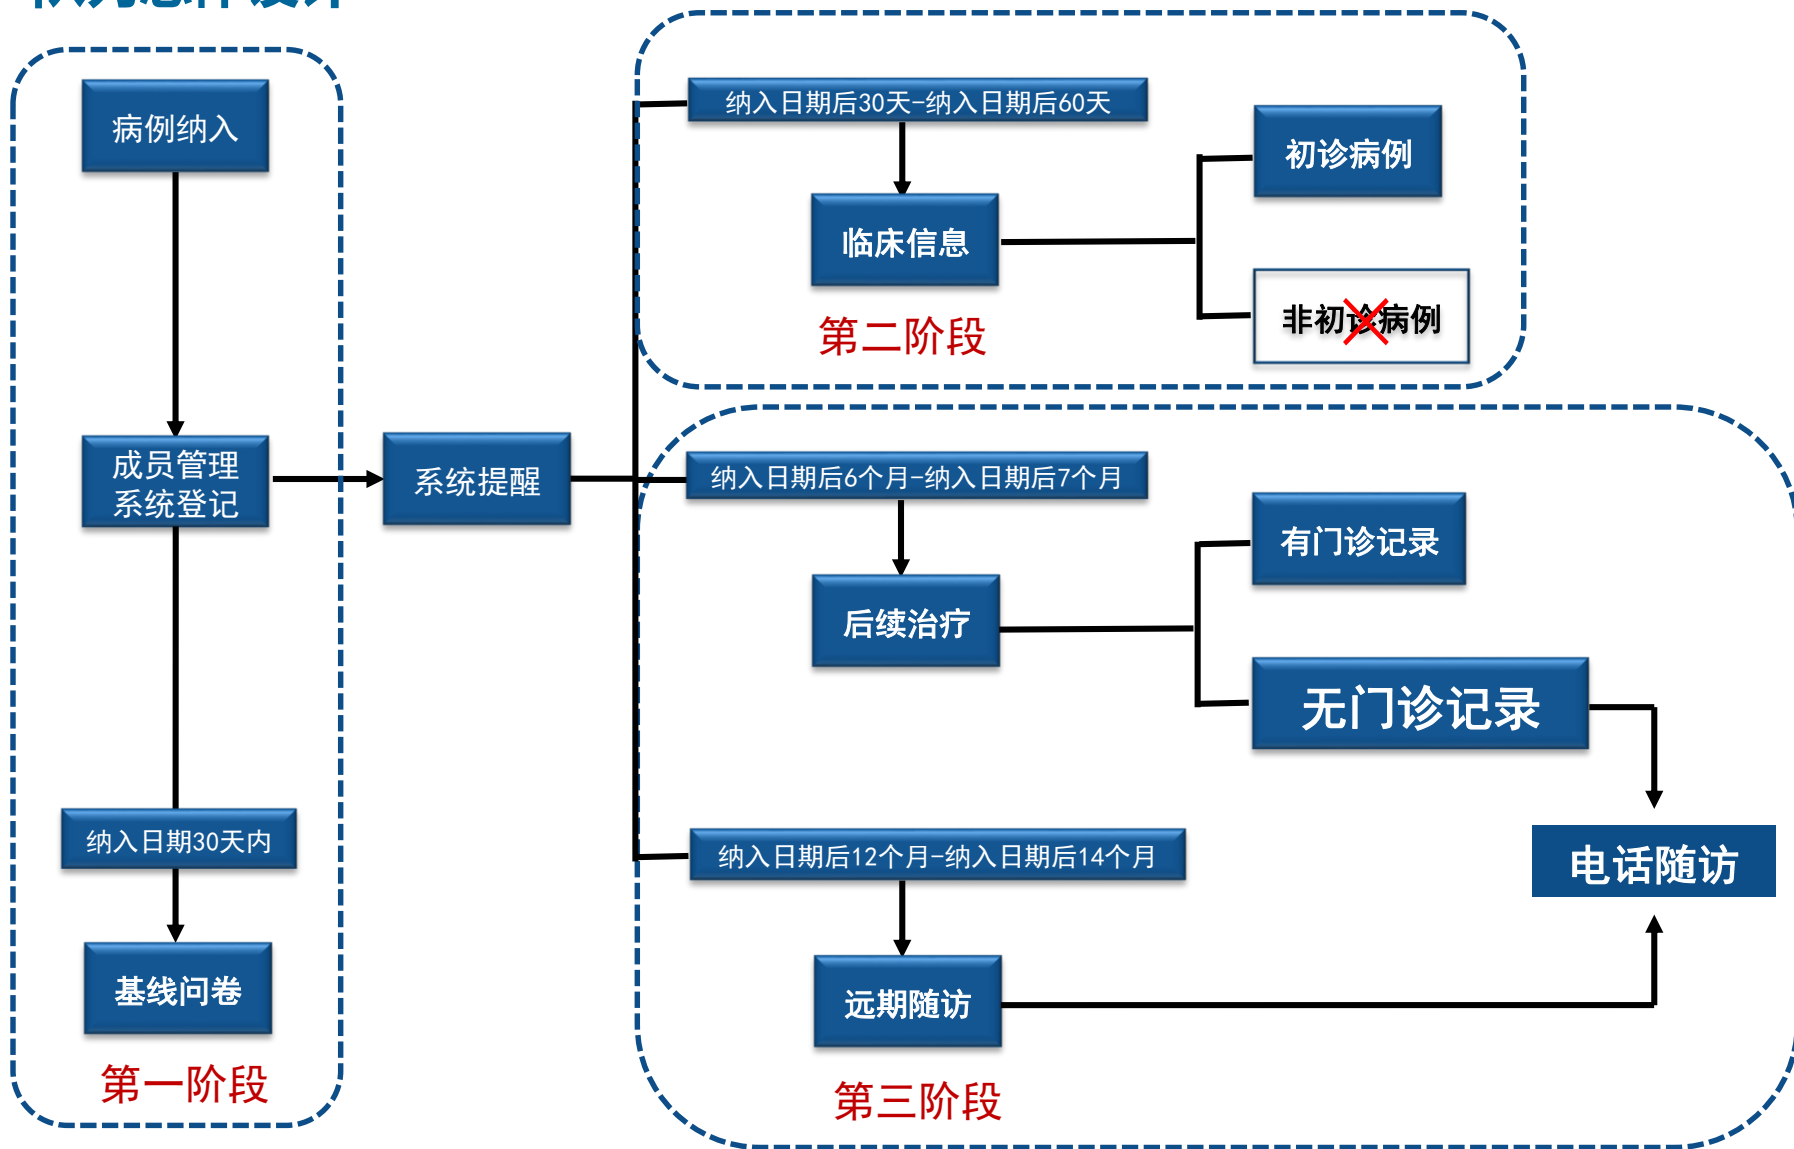 病例纳入
成员管理
系统登记
纳入日期30天内
基线问卷
第一阶段
系统提醒
纳入日期后30天-纳入日期后60天
临床信息
初诊病例
非初诊病例
第二阶段
纳入日期后6个月-纳入日期后7个月
后续治疗
有门诊记录
无门诊记录
纳入日期后12个月-纳入日期后14个月
远期随访
电话随访
第三阶段